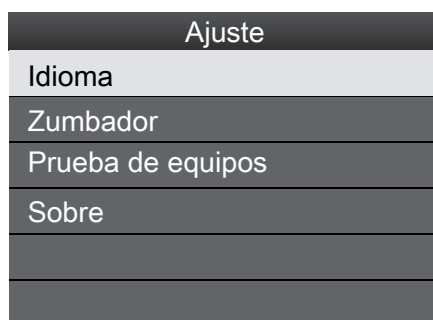 Ajuste
Idioma
Zumbador
Prueba de equipos
Sobre